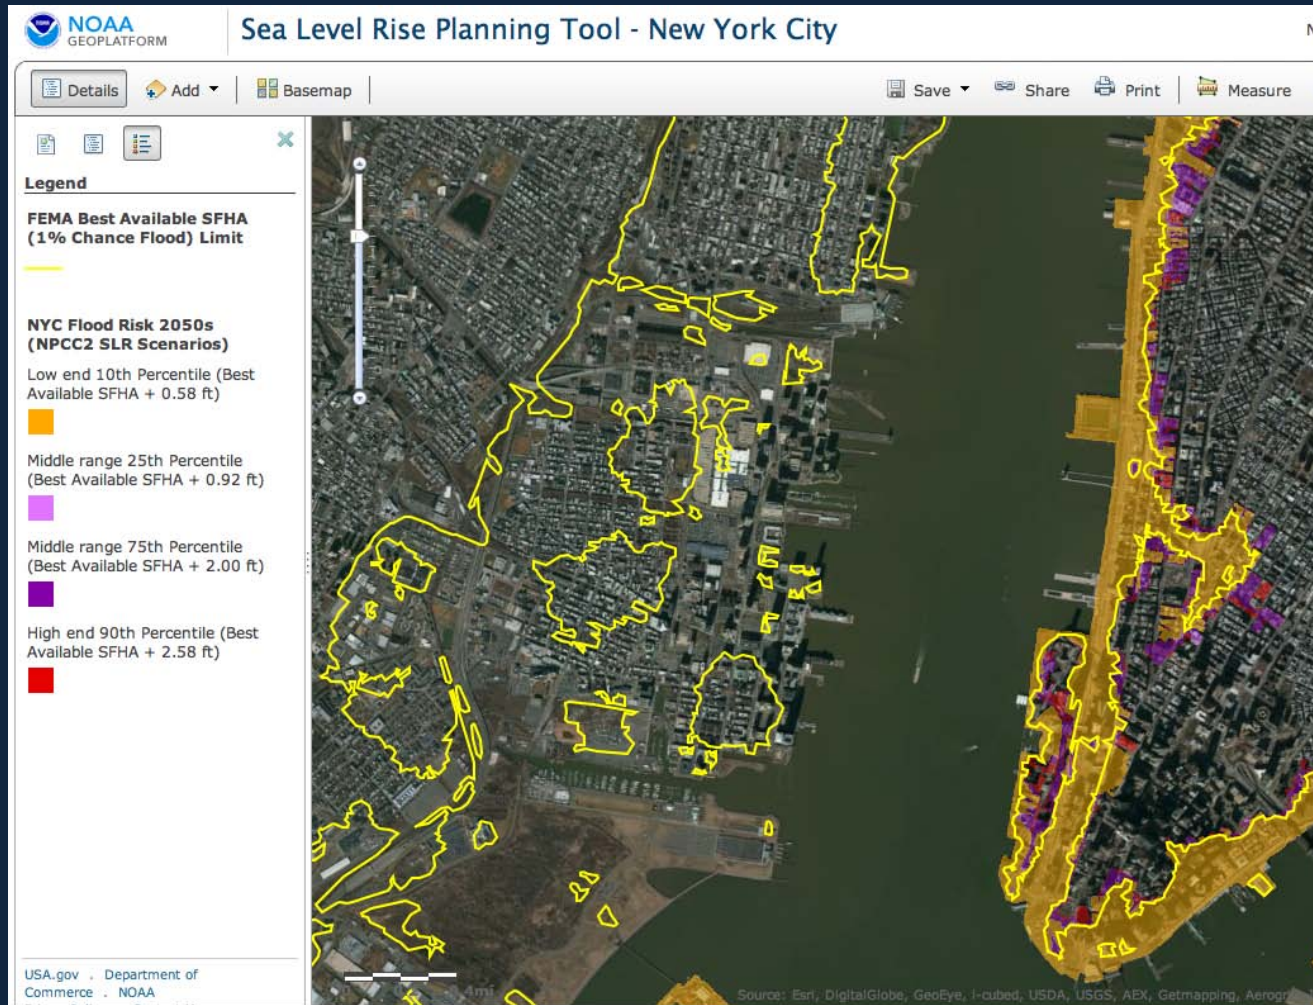 NOAA
GEOPLATFORM
Sea Level Rise Planning Tool - New York City
N
Details
Add
Basemap
Save
Share
Print
Measure
Legend
FEMA Best Available SFHA
(1% Chance Flood) Limit
NYC Flood Risk 2050s
(NPCC2 SLR Scenarios)
Low end 10th Percentile (Best
Available SFHA + 0.58 ft)
Middle range 25th Percentile
(Best Available SFHA + 0.92 ft)
Middle range 75th Percentile
(Best Available SFHA + 2.00 ft)
High end 90th Percentile (Best
Available SFHA + 2.58 ft)
USA.gov . Department of
Commerce . NOAA
0.4mi
Source: Esri, DigitalGlobe, GeoEye, i-cubed, USDA, USGS, AEX, Getmapping, Aerogr